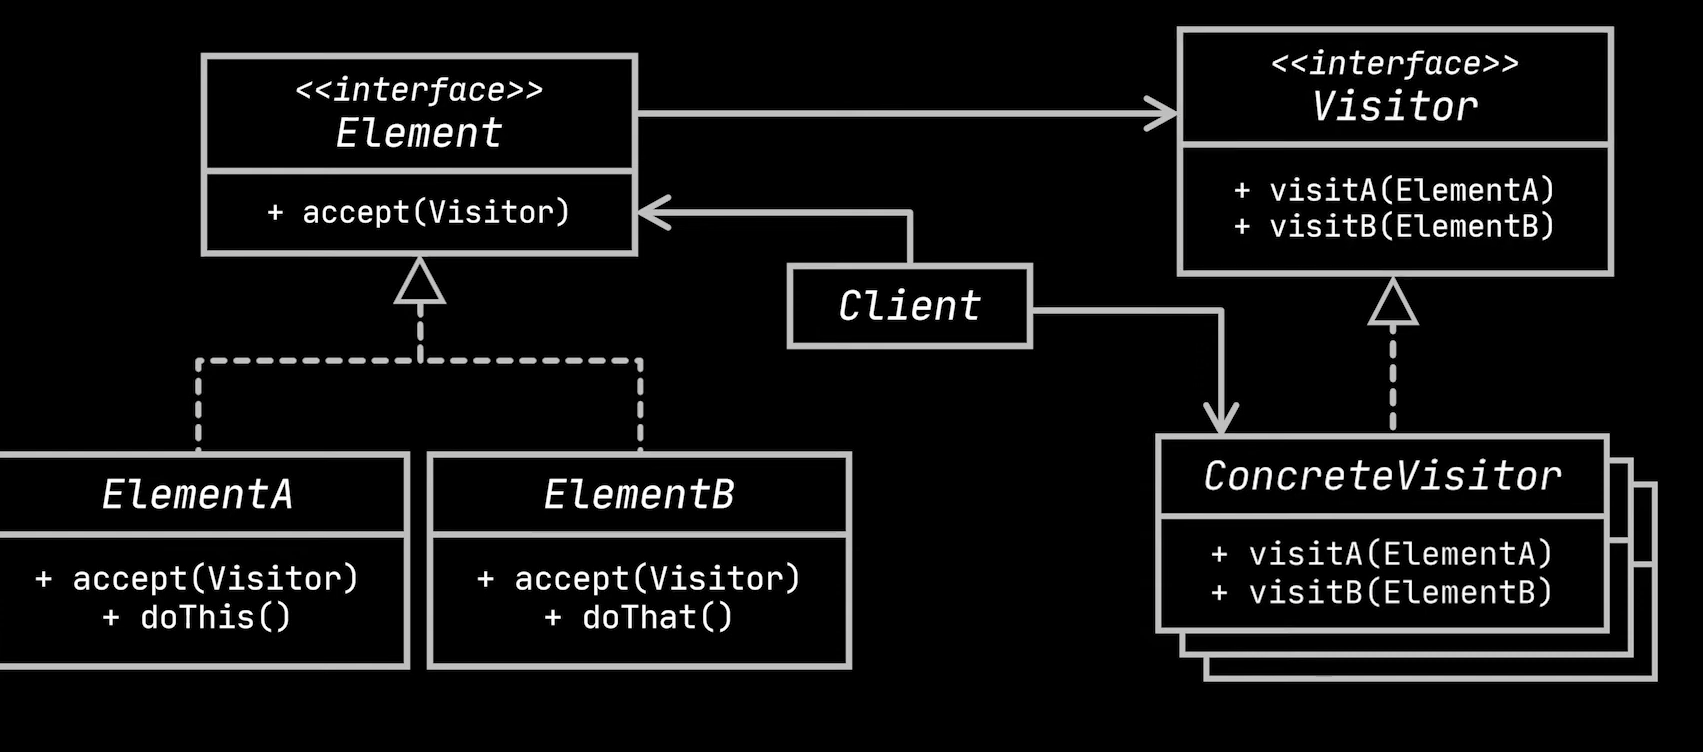 <<interface>>
Element
+ accept(Visitor)
<<interface>>
Visitor
+ visitA(ElementA)
+ visitB(ElementB)
Client
ElementA
+ accept(Visitor)
+ doThis()
ElementB
+ accept(Visitor)
+ doThat()
ConcreteVisitor
+ visitA(ElementA)
+ visitB(ElementB)